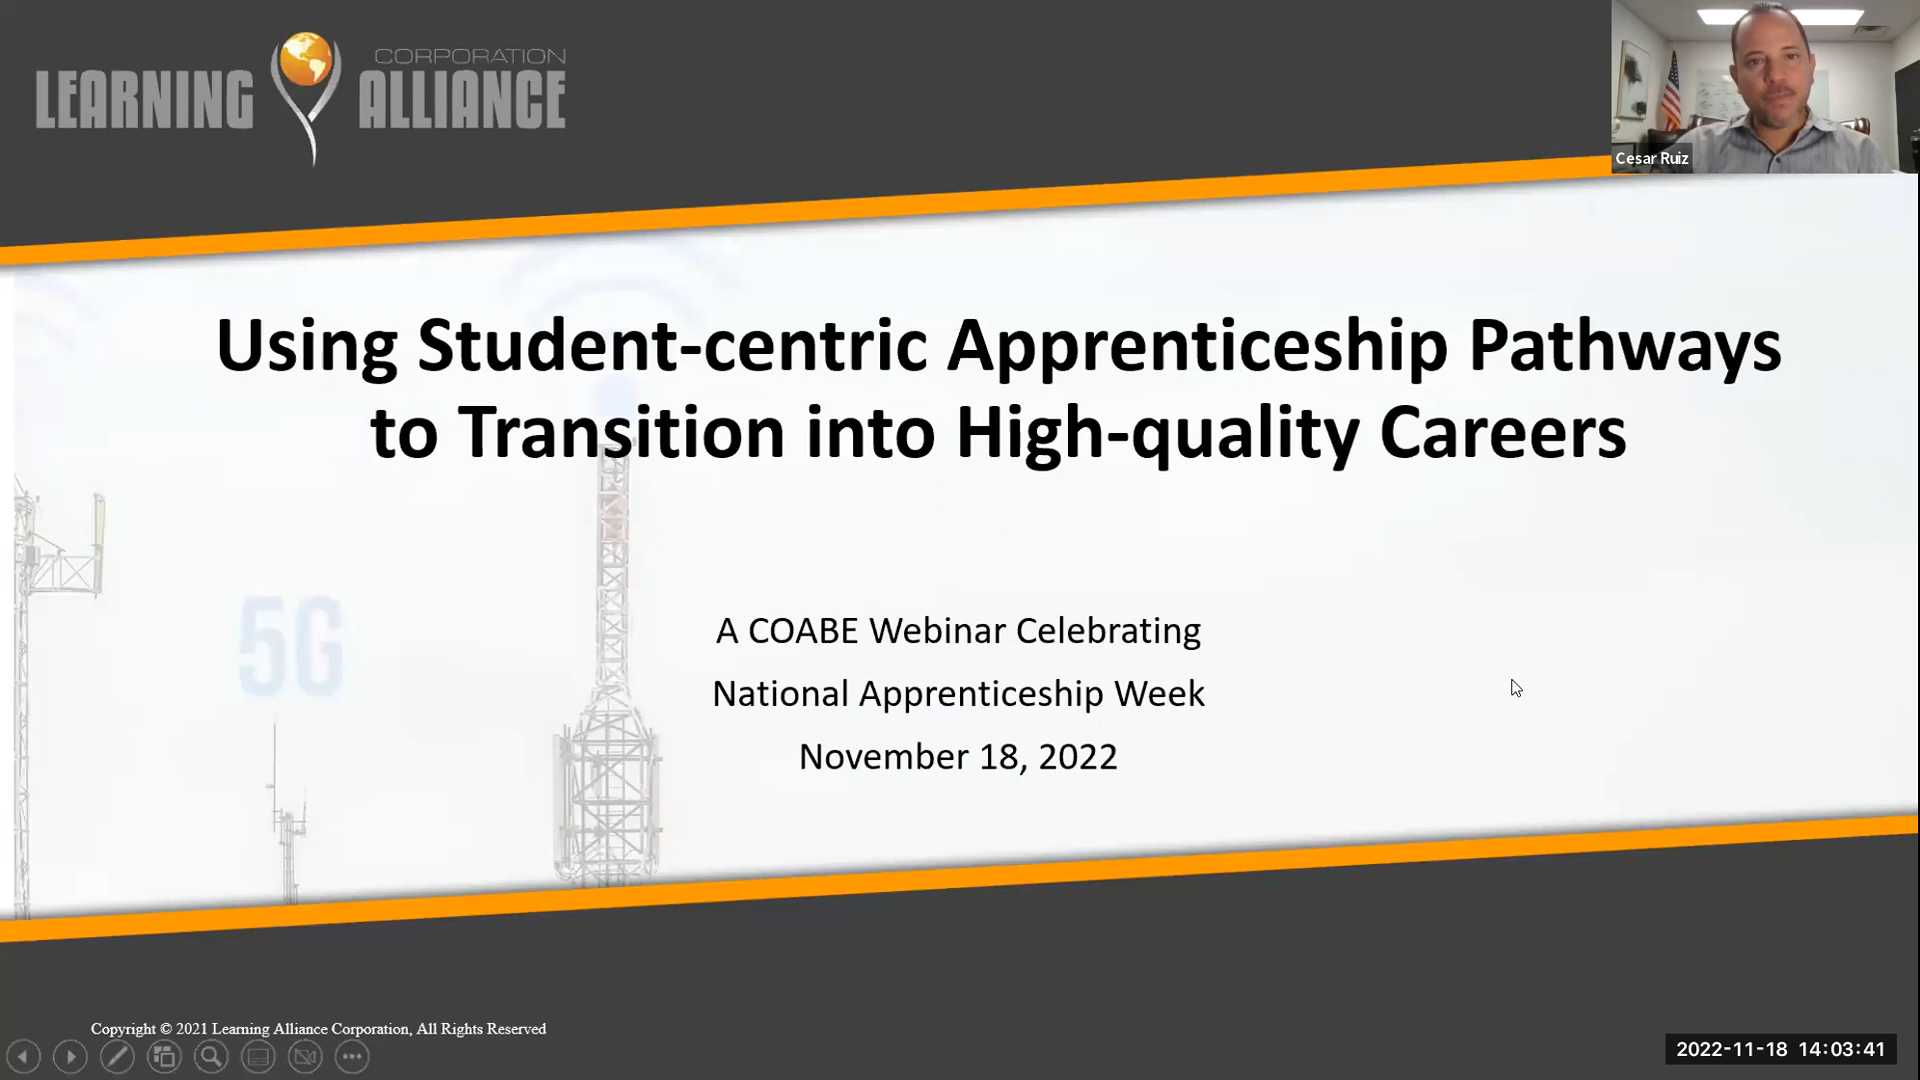 LEARNING CORPORATION ALLIANCE
Cesar Ruiz
Using Student-centric Apprenticeship Pathways
to Transition into High-quality Careers
5G
A COABE Webinar Celebrating
National Apprenticeship Week
November 18, 2022
Copyright © 2021 Learning Alliance Corporation, All Rights Reserved
2022-11-18 14:03:41